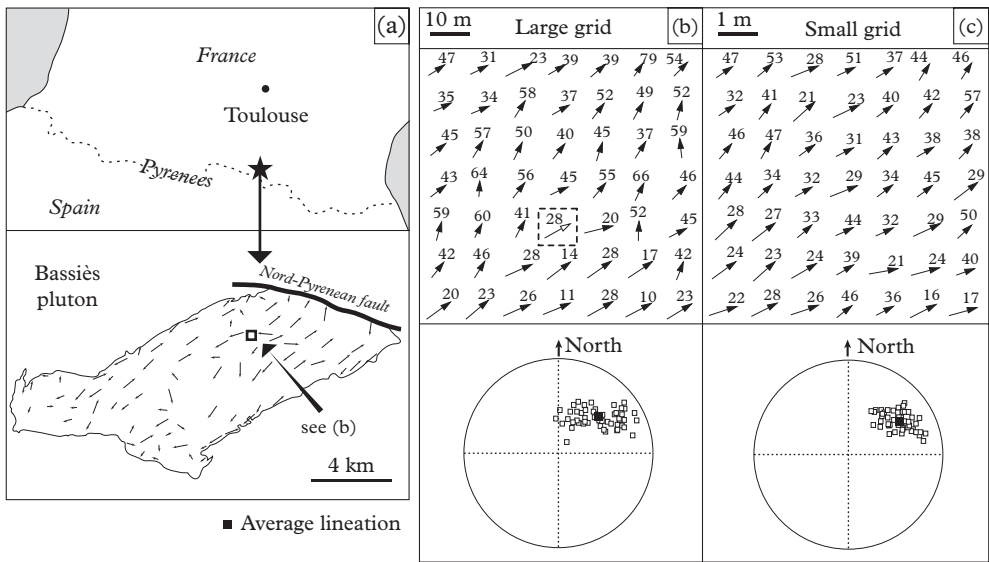 (a)
France
Toulouse
Pyrenees
Spain
Bassiès
pluton
Nord-Pyrenean fault
see (b)
4 km
■ Average lineation
10 m
Large grid
(b)
47 31 23 39 39 79 54
35 34 58 37 52 49 52
45 57 50 40 45 37 59
43 64 56 45 55 66 46
59 60 41 28 20 52 45
42 46 28 14 28 17 42
20 23 26 11 28 10 23
North
1 m
Small grid
(c)
47 53 28 51 37 44 46
32 41 21 23 40 42 57
46 47 36 31 43 38 38
44 34 32 29 34 45 29
28 27 33 44 32 29 50
24 23 24 39 21 24 40
22 28 26 46 36 16 17
North